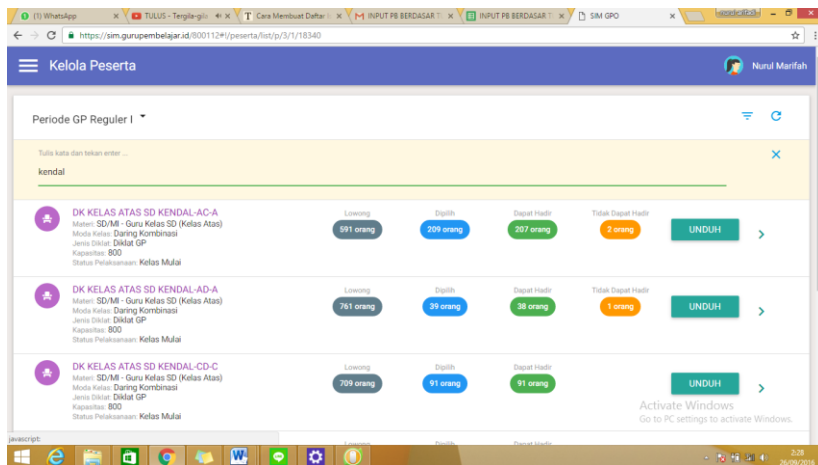 (1) WhatsApp
TULUS - Tergila-gila
Cara Membuat Daftar
INPUT PB BERDASAR
INPUT PB BERDASAR
SIM GPO
https://sim.gurupembelajar.id/800112#!/peserta/list/p/3/1/18340
Kelola Peserta
Nurul Marifah
Periode GP Reguler I
Tulis kata dan tekan enter ...
kendal
DK KELAS ATAS SD KENDAL-AC-A
Materi: SD/MI - Guru Kelas SD (Kelas Atas)
Moda Kelas: Daring Kombinasi
Jenis Diklat: Diklat GP
Kapasitas: 800
Status Pelaksanaan: Kelas Mulai
Lowong
591 orang
Dipilih
209 orang
Dapat Hadir
207 orang
Tidak Dapat Hadir
2 orang
UNDUH
DK KELAS ATAS SD KENDAL-AD-A
Materi: SD/MI - Guru Kelas SD (Kelas Atas)
Moda Kelas: Daring Kombinasi
Jenis Diklat: Diklat GP
Kapasitas: 800
Status Pelaksanaan: Kelas Mulai
Lowong
761 orang
Dipilih
39 orang
Dapat Hadir
38 orang
Tidak Dapat Hadir
1 orang
UNDUH
DK KELAS ATAS SD KENDAL-CD-C
Materi: SD/MI - Guru Kelas SD (Kelas Atas)
Moda Kelas: Daring Kombinasi
Jenis Diklat: Diklat GP
Kapasitas: 800
Status Pelaksanaan: Kelas Mulai
Lowong
709 orang
Dipilih
91 orang
Dapat Hadir
91 orang
UNDUH
Activate Windows
Go to PC settings to activate Windows.
javascript:
Lowong
Dipilih
Dapat Hadir
2:28
26/09/2016